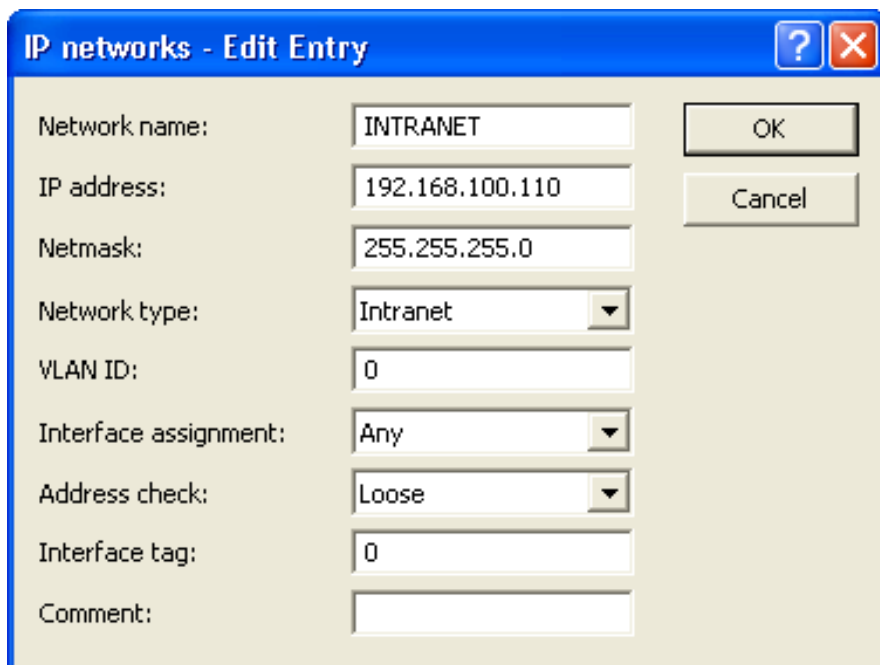 IP networks - Edit Entry
Network name: INTRANET OK
IP address: 192.168.100.110 Cancel
Netmask: 255.255.255.0
Network type: Intranet
VLAN ID: 0
Interface assignment: Any
Address check: Loose
Interface tag: 0
Comment: